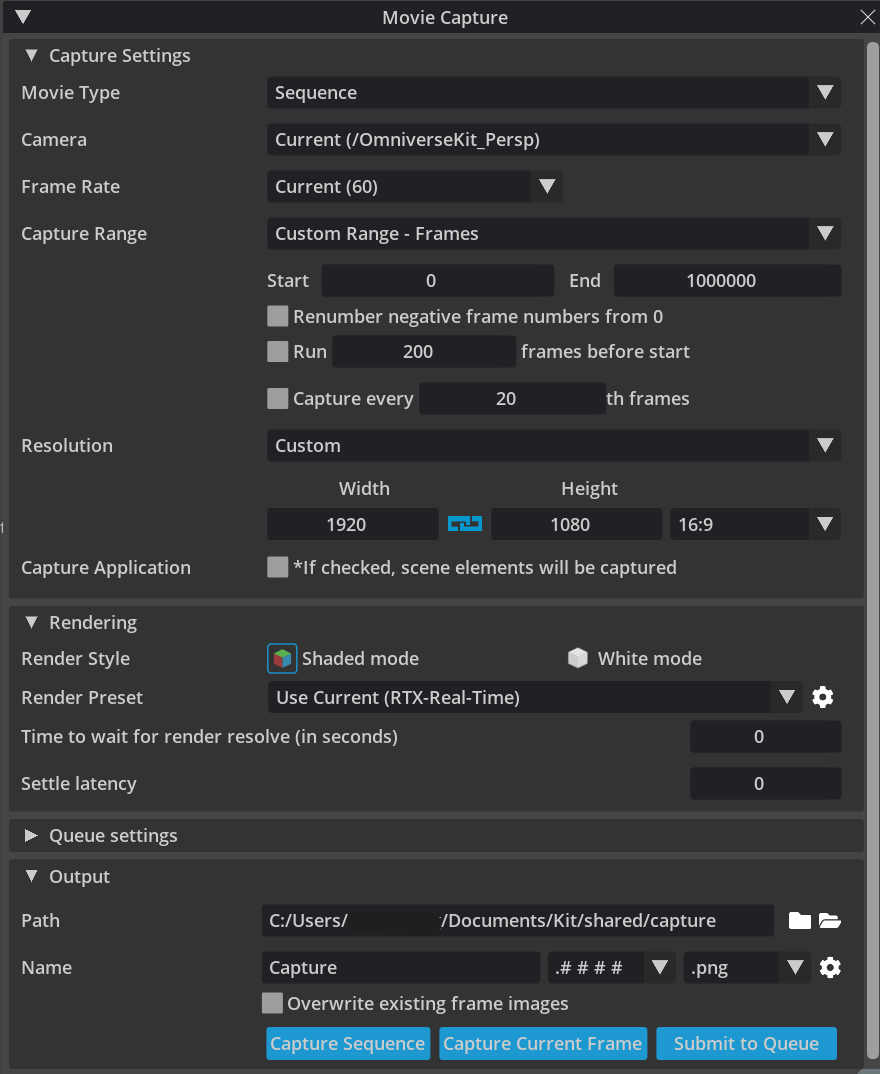 Movie Capture
Capture Settings
Movie Type Sequence
Camera Current (/OmniverseKit_Persp)
Frame Rate Current (60)
Capture Range Custom Range - Frames
Start 0 End 1000000
Renumber negative frame numbers from 0
Run 200 frames before start
Capture every 20 th frames
Resolution Custom
Width Height
1920 1080 16:9
Capture Application *If checked, scene elements will be captured
Rendering
Render Style Shaded mode White mode
Render Preset Use Current (RTX-Real-Time)
Time to wait for render resolve (in seconds) 0
Settle latency 0
Queue settings
Output
Path C:/Users/ /Documents/Kit/shared/capture
Name Capture .# # # # .png
Overwrite existing frame images
Capture Sequence Capture Current Frame Submit to Queue